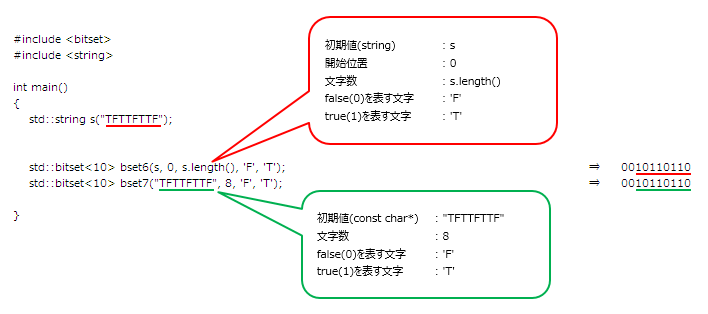 #include <bitset>
#include <string>
int main()
{
std::string s("TFTTFTTF");
初期値(string) : s
開始位置 : 0
文字数 : s.length()
false(0)を表す文字 : 'F'
true(1)を表す文字 : 'T'
std::bitset<10> bset6(s, 0, s.length(), 'F', 'T'); ⇒ 0010110110
std::bitset<10> bset7("TFTTFTTF", 8, 'F', 'T'); ⇒ 0010110110
初期値(const char*) : "TFTTFTTF"
文字数 : 8
false(0)を表す文字 : 'F'
true(1)を表す文字 : 'T'
}